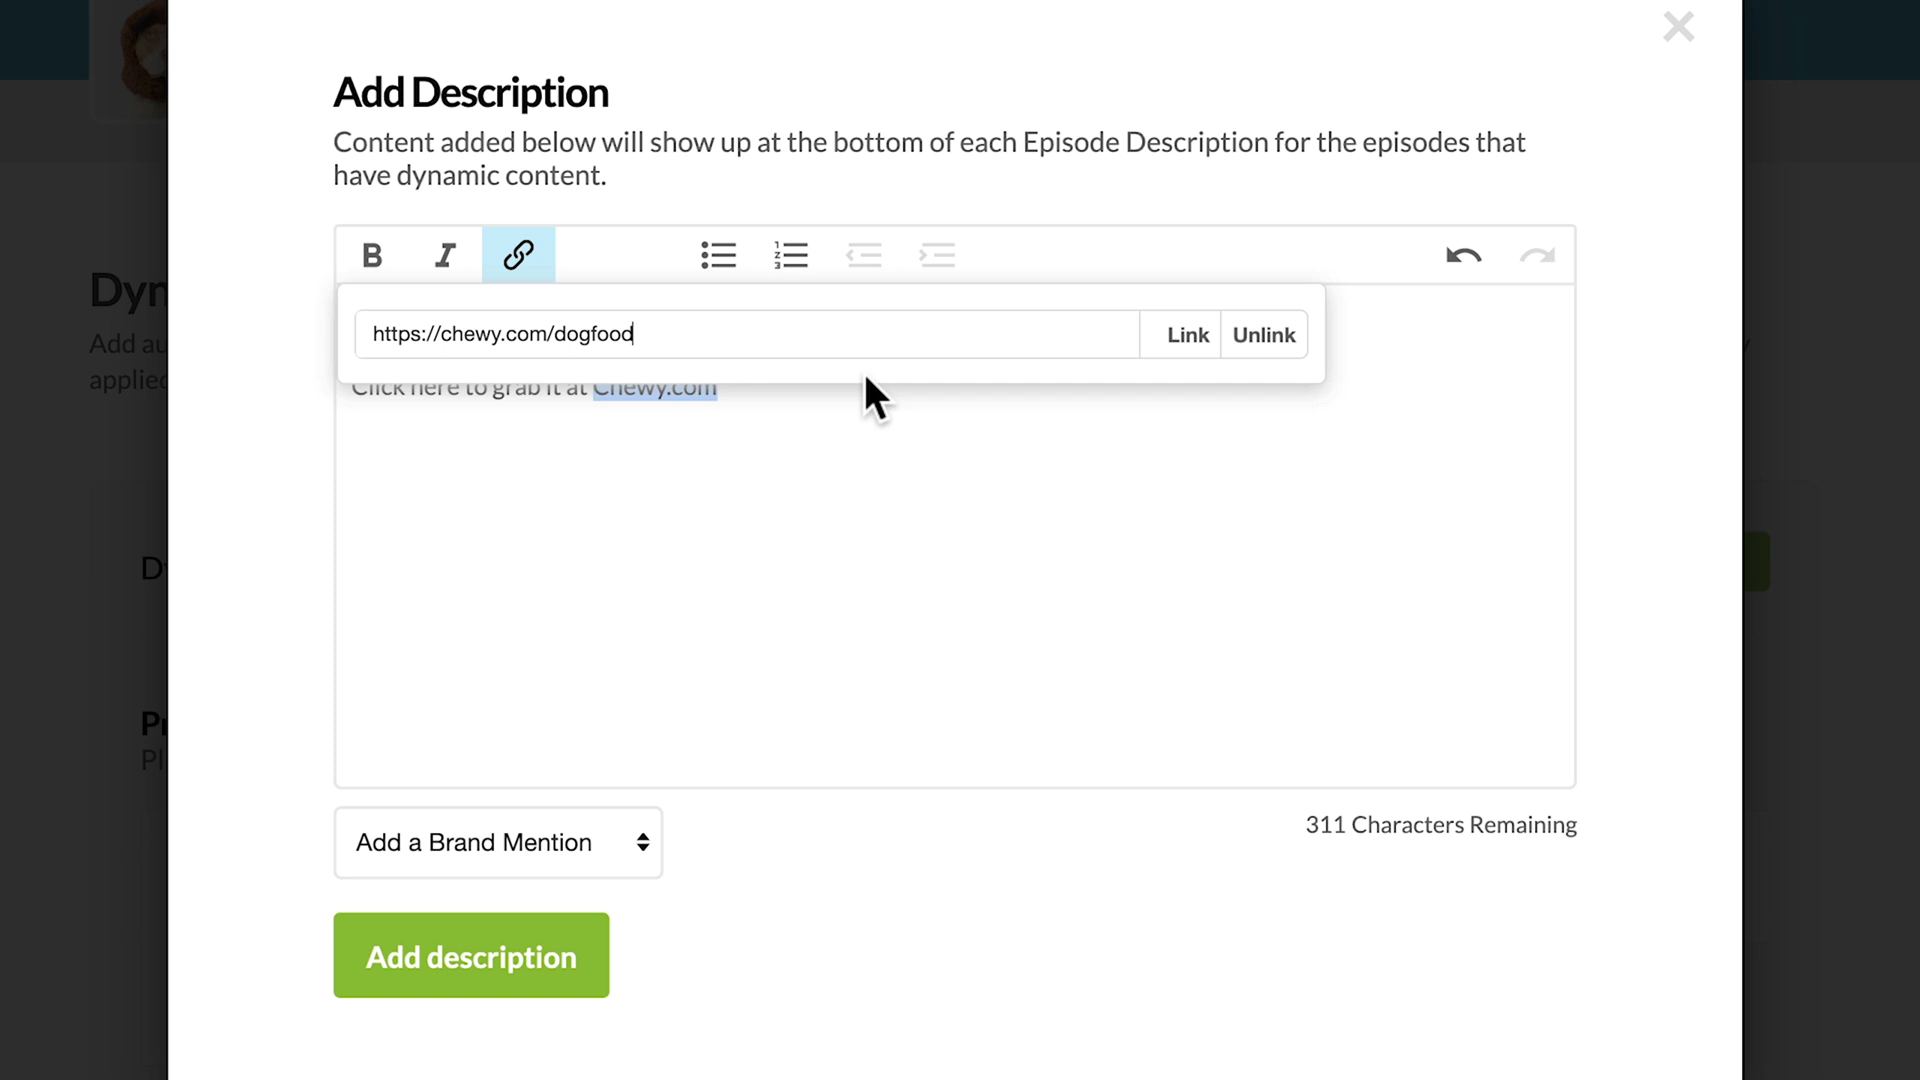 Add Description
Content added below will show up at the bottom of each Episode Description for the episodes that
have dynamic content.
B I
https://chewy.com/dogfood Link Unlink
Click here to grab it at Chewy.com
Add a Brand Mention
311 Characters Remaining
Add description
Add
applied